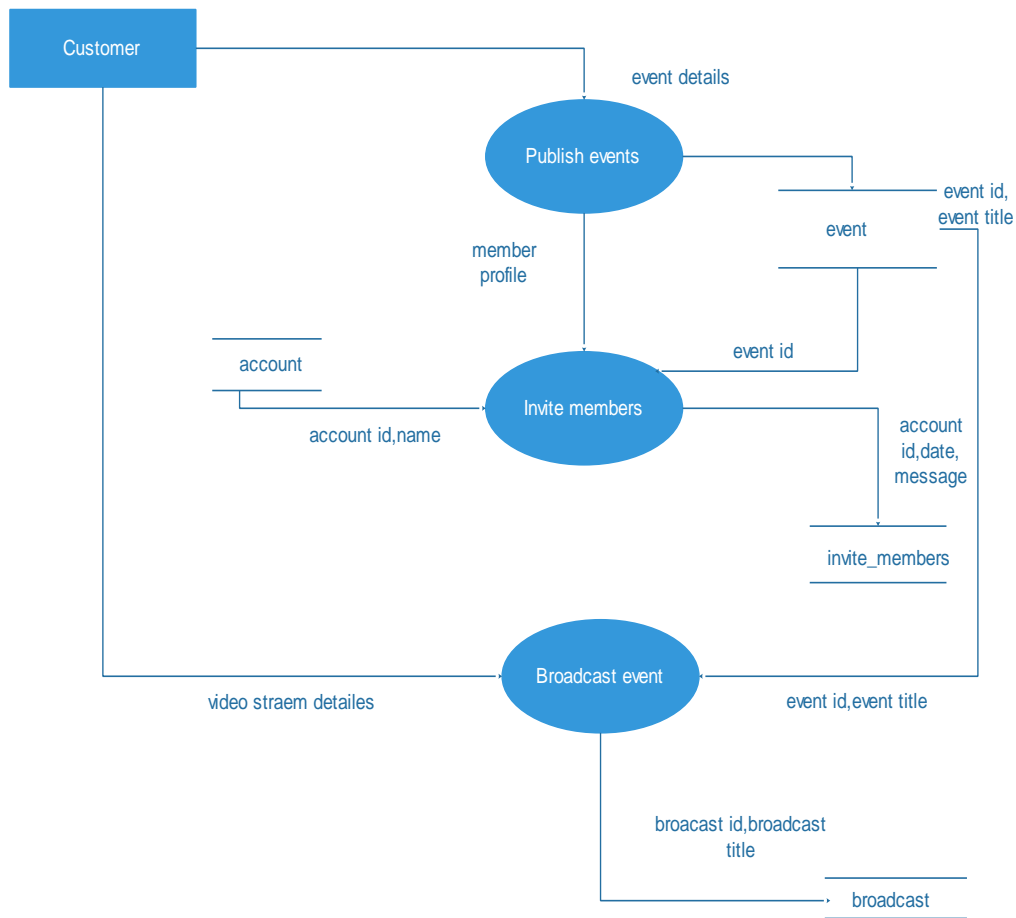 Customer
event details
Publish events
event id,
event title
event
member
profile
event id
account
Invite members
account id,name
account
id,date,
message
invite_members
Broadcast event
video straem detailes
event id,event title
broacast id,broadcast
title
broadcast